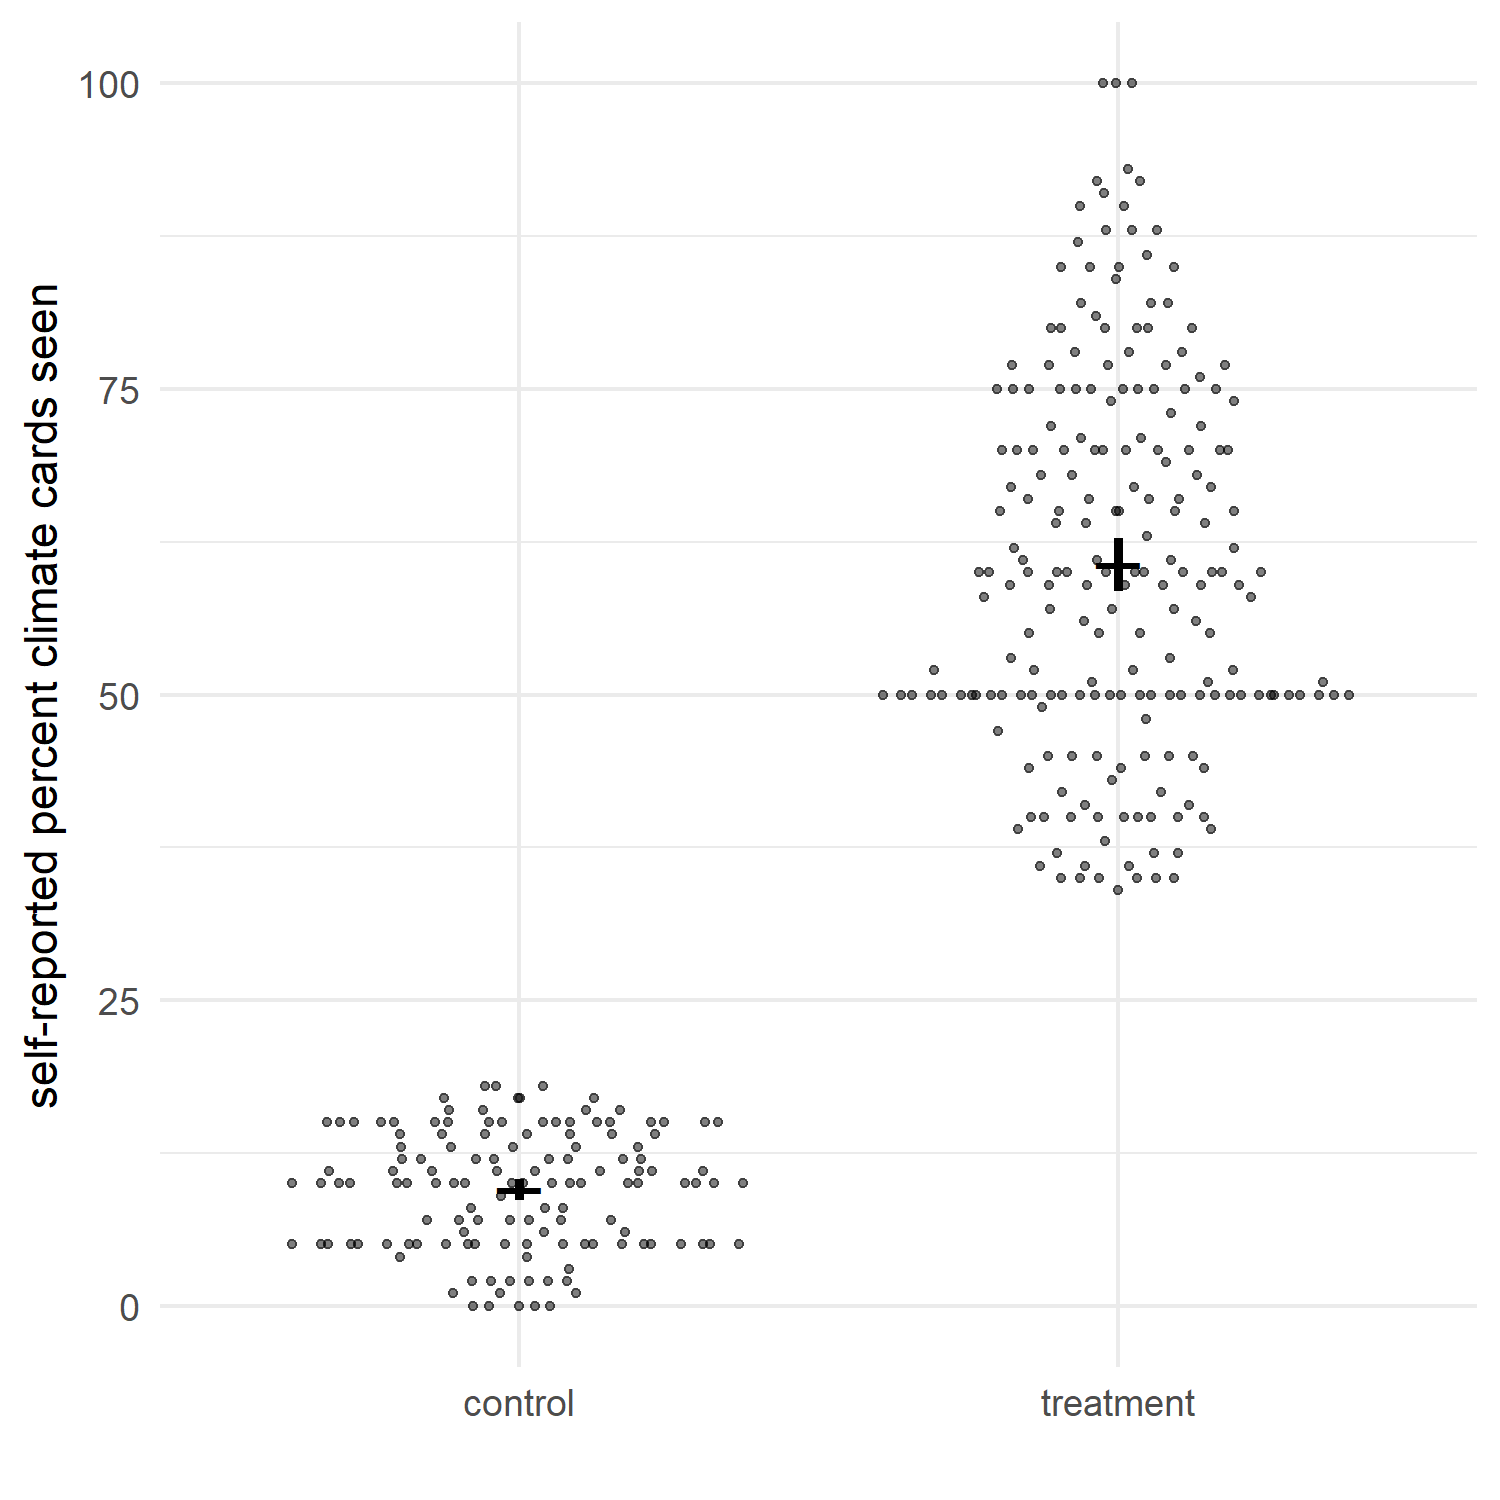 self-reported percent climate cards seen
100
75
50
25
0
control
treatment